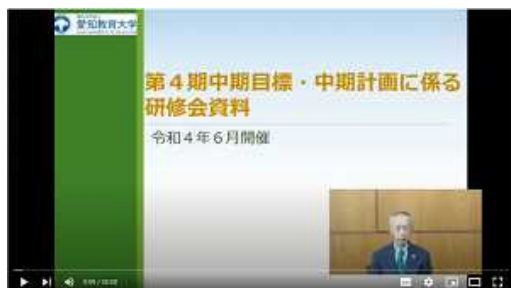 愛知教育大学
第4期中期目標・中期計画に係る
研修会資料
令和4年6月開催